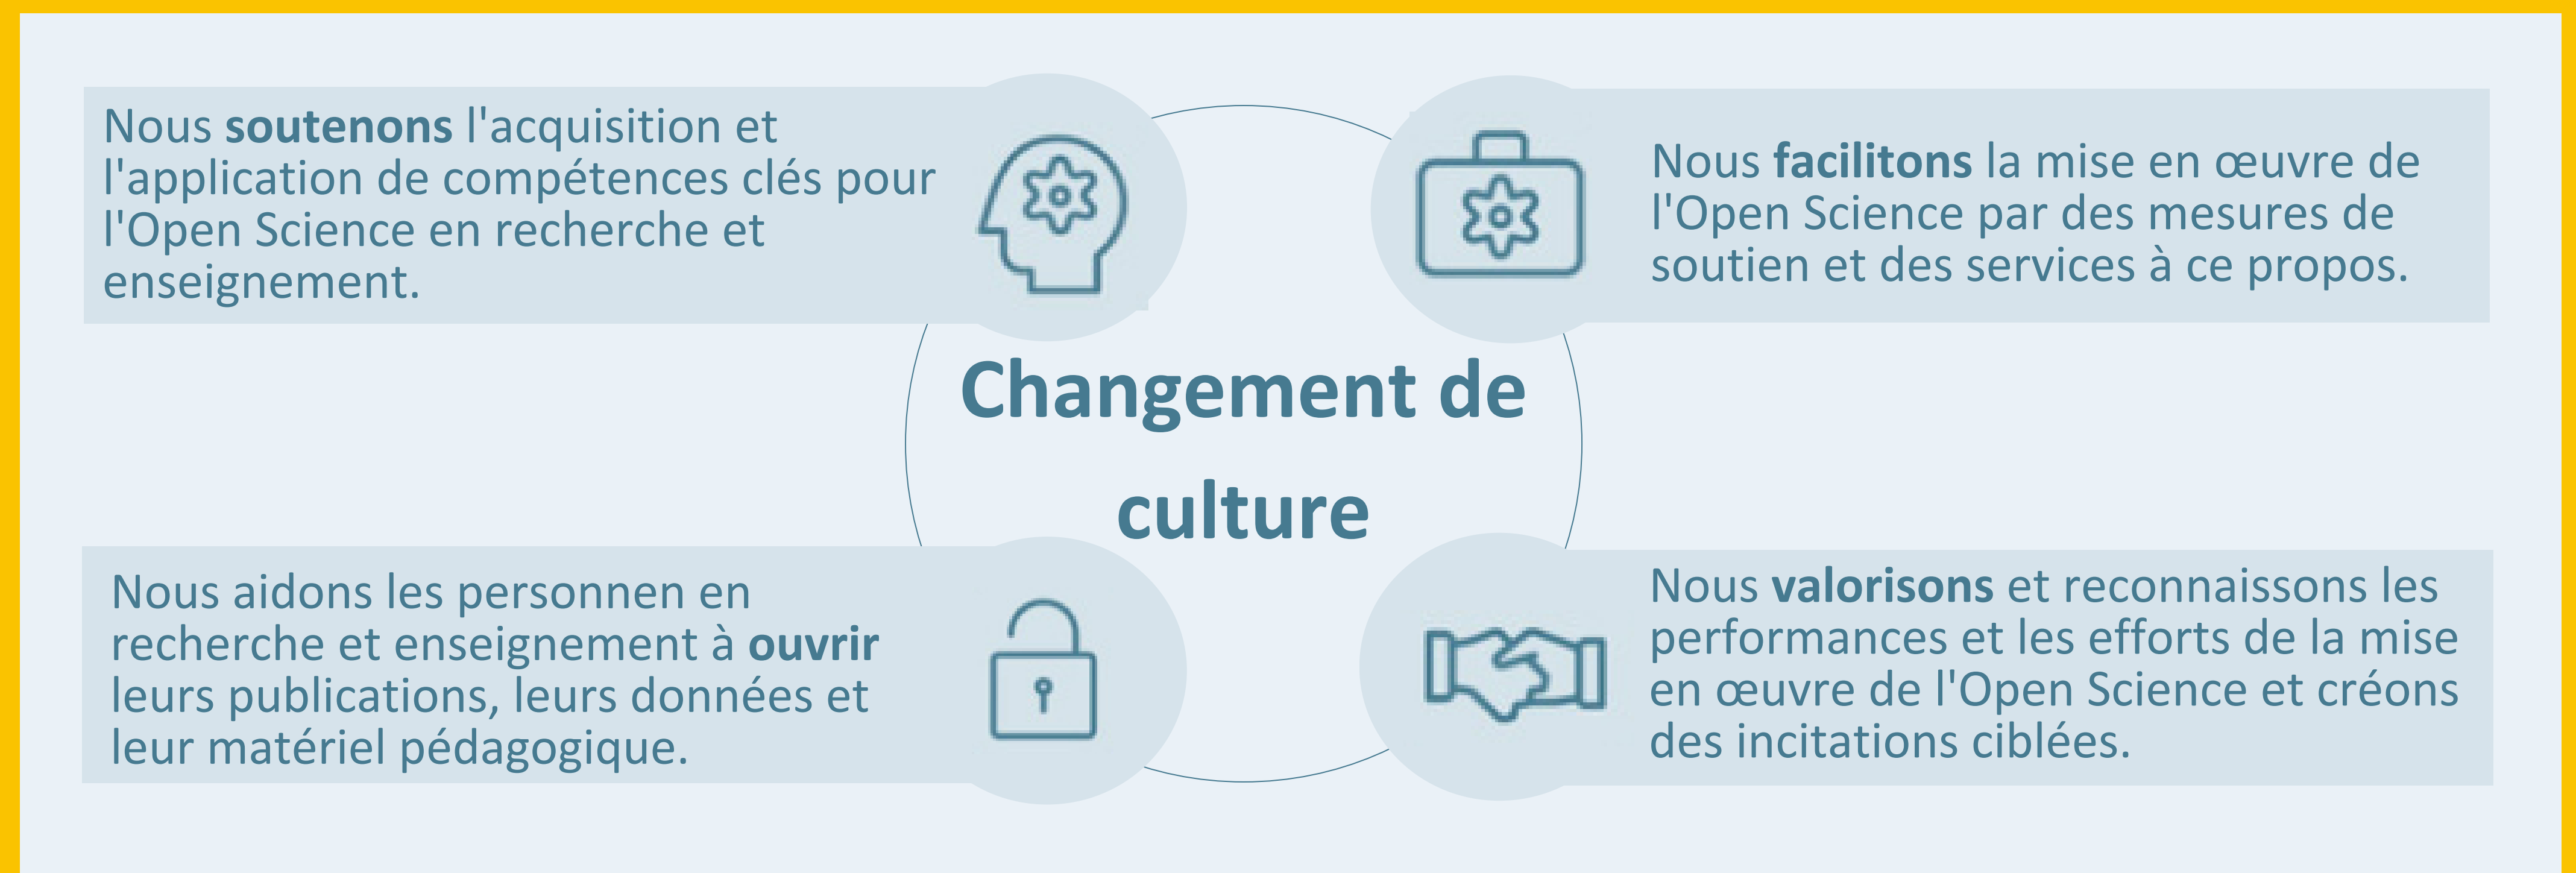 Nous soutenons l'acquisition et
l'application de compétences clés pour
l'Open Science en recherche et
enseignement.
Nous facilitons la mise en œuvre de
l'Open Science par des mesures de
soutien et des services à ce propos.
Changement de
culture
Nous aidons les personnen en
recherche et enseignement à ouvrir
leurs publications, leurs données et
leur matériel pédagogique.
Nous valorisons et reconnaissons les
performances et les efforts de la mise
en œuvre de l'Open Science et créons
des incitations ciblées.